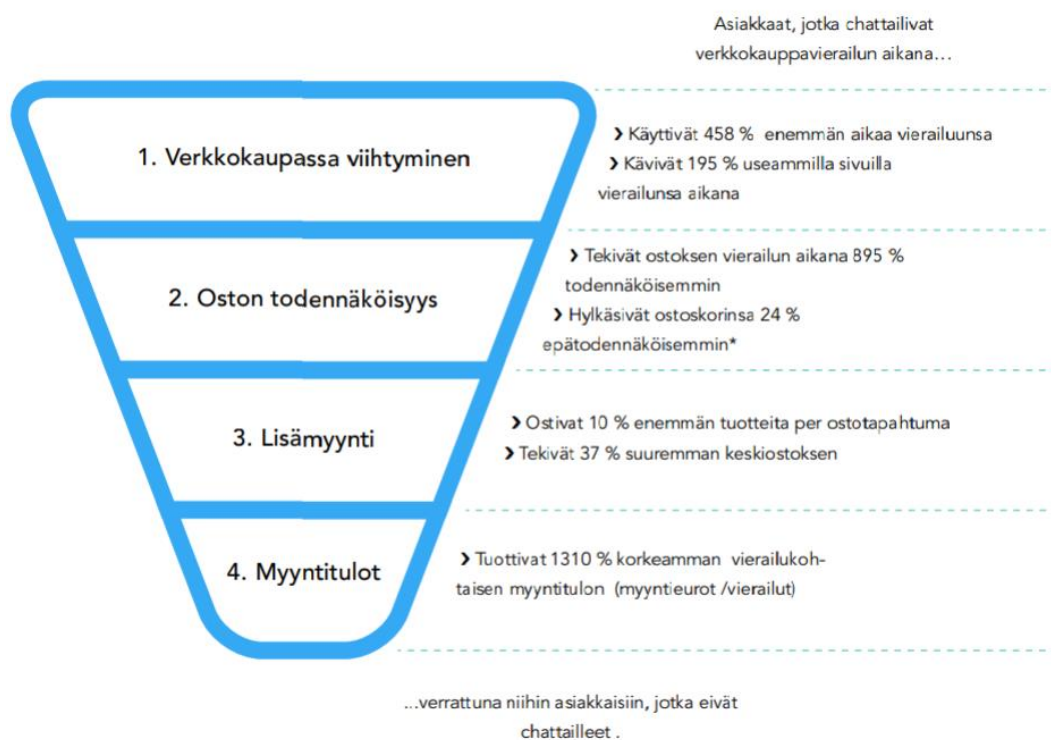 Asiakkaat, jotka chattailivat
verkkokauppavierailun aikana...
1. Verkkokaupassa viihtyminen
❯ Käyttivät 458 % enemmän aikaa vierailuunsa
❯ Kävivät 195 % useammilla sivuilla
vierailunsa aikana
2. Oston todennäköisyys
❯ Tekivät ostoksen vierailun aikana 895 %
todennäköisemmin
❯ Hylkäsivät ostoskorinsa 24 %
epätodennäköisemmin*
3. Lisämyynti
❯ Ostivat 10 % enemmän tuotteita per ostotapahtuma
❯ Tekivät 37 % suuremman keskiostoksen
4. Myyntitulot
❯ Tuottivat 1310 % korkeamman vierailukoh-
taisen myyntitulon (myyntieurot /vierailut)
...verrattuna niihin asiakkaisiin, jotka eivät
chattailleet .